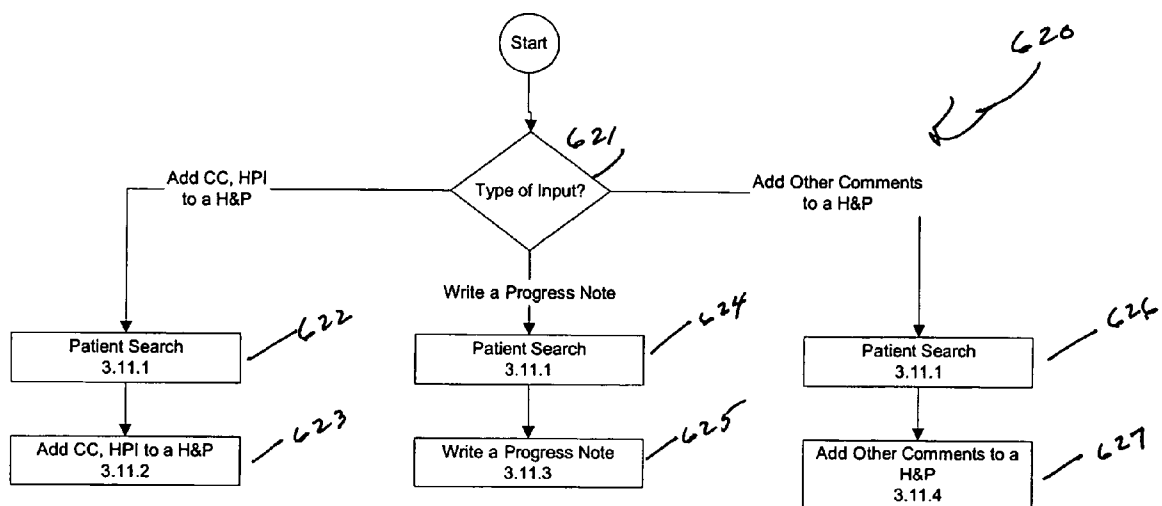 Start
620
621
Type of Input?
Add CC, HPI
to a H&P
Add Other Comments
to a H&P
Write a Progress Note
622
Patient Search
3.11.1
624
Patient Search
3.11.1
626
Patient Search
3.11.1
623
Add CC, HPI to a H&P
3.11.2
625
Write a Progress Note
3.11.3
627
Add Other Comments to a
H&P
3.11.4